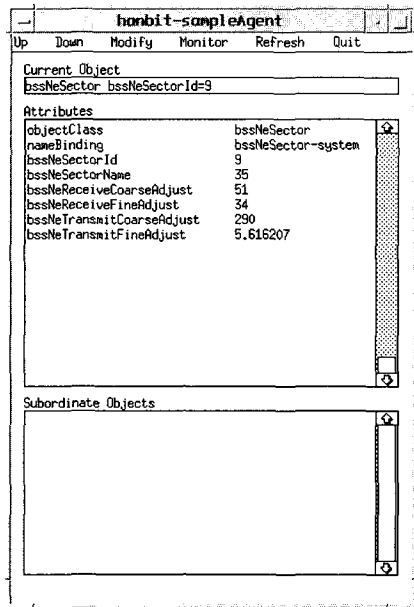 hanbit-sampleAgent
Up Down Modify Monitor Refresh Quit
Current Object
bssNeSector bssNeSectorId=9
Attributes
objectClass bssNeSector
nameBinding bssNeSector-system
bssNeSectorId 9
bssNeSectorName 35
bssNeReceiveCoarseAdjust 51
bssNeReceiveFineAdjust 34
bssNeTransmitCoarseAdjust 290
bssNeTransmitFineAdjust 5.616207
Subordinate Objects